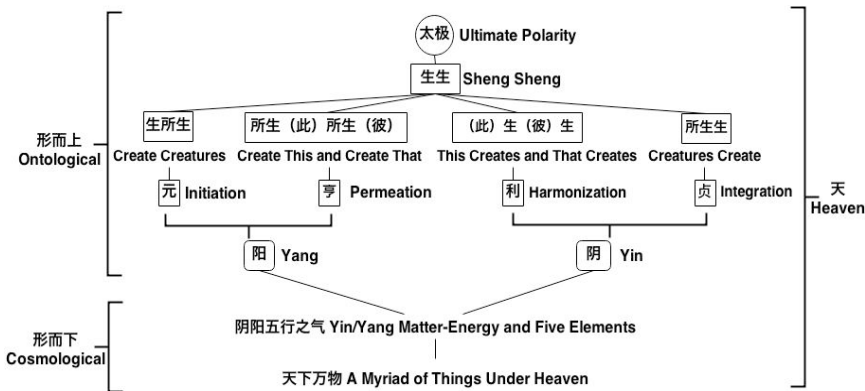 太极 Ultimate Polarity
生生 Sheng Sheng
生所生 所生（此）所生（彼） （此）生（彼）生 所生生
Create Creatures Create This and Create That This Creates and That Creates Creatures Create
元 Initiation 亨 Permeation 利 Harmonization 贞 Integration
形而上
Ontological
天
Heaven
阳 Yang 阴 Yin
阴阳五行之气 Yin/Yang Matter-Energy and Five Elements
形而下
Cosmological
天下万物 A Myriad of Things Under Heaven